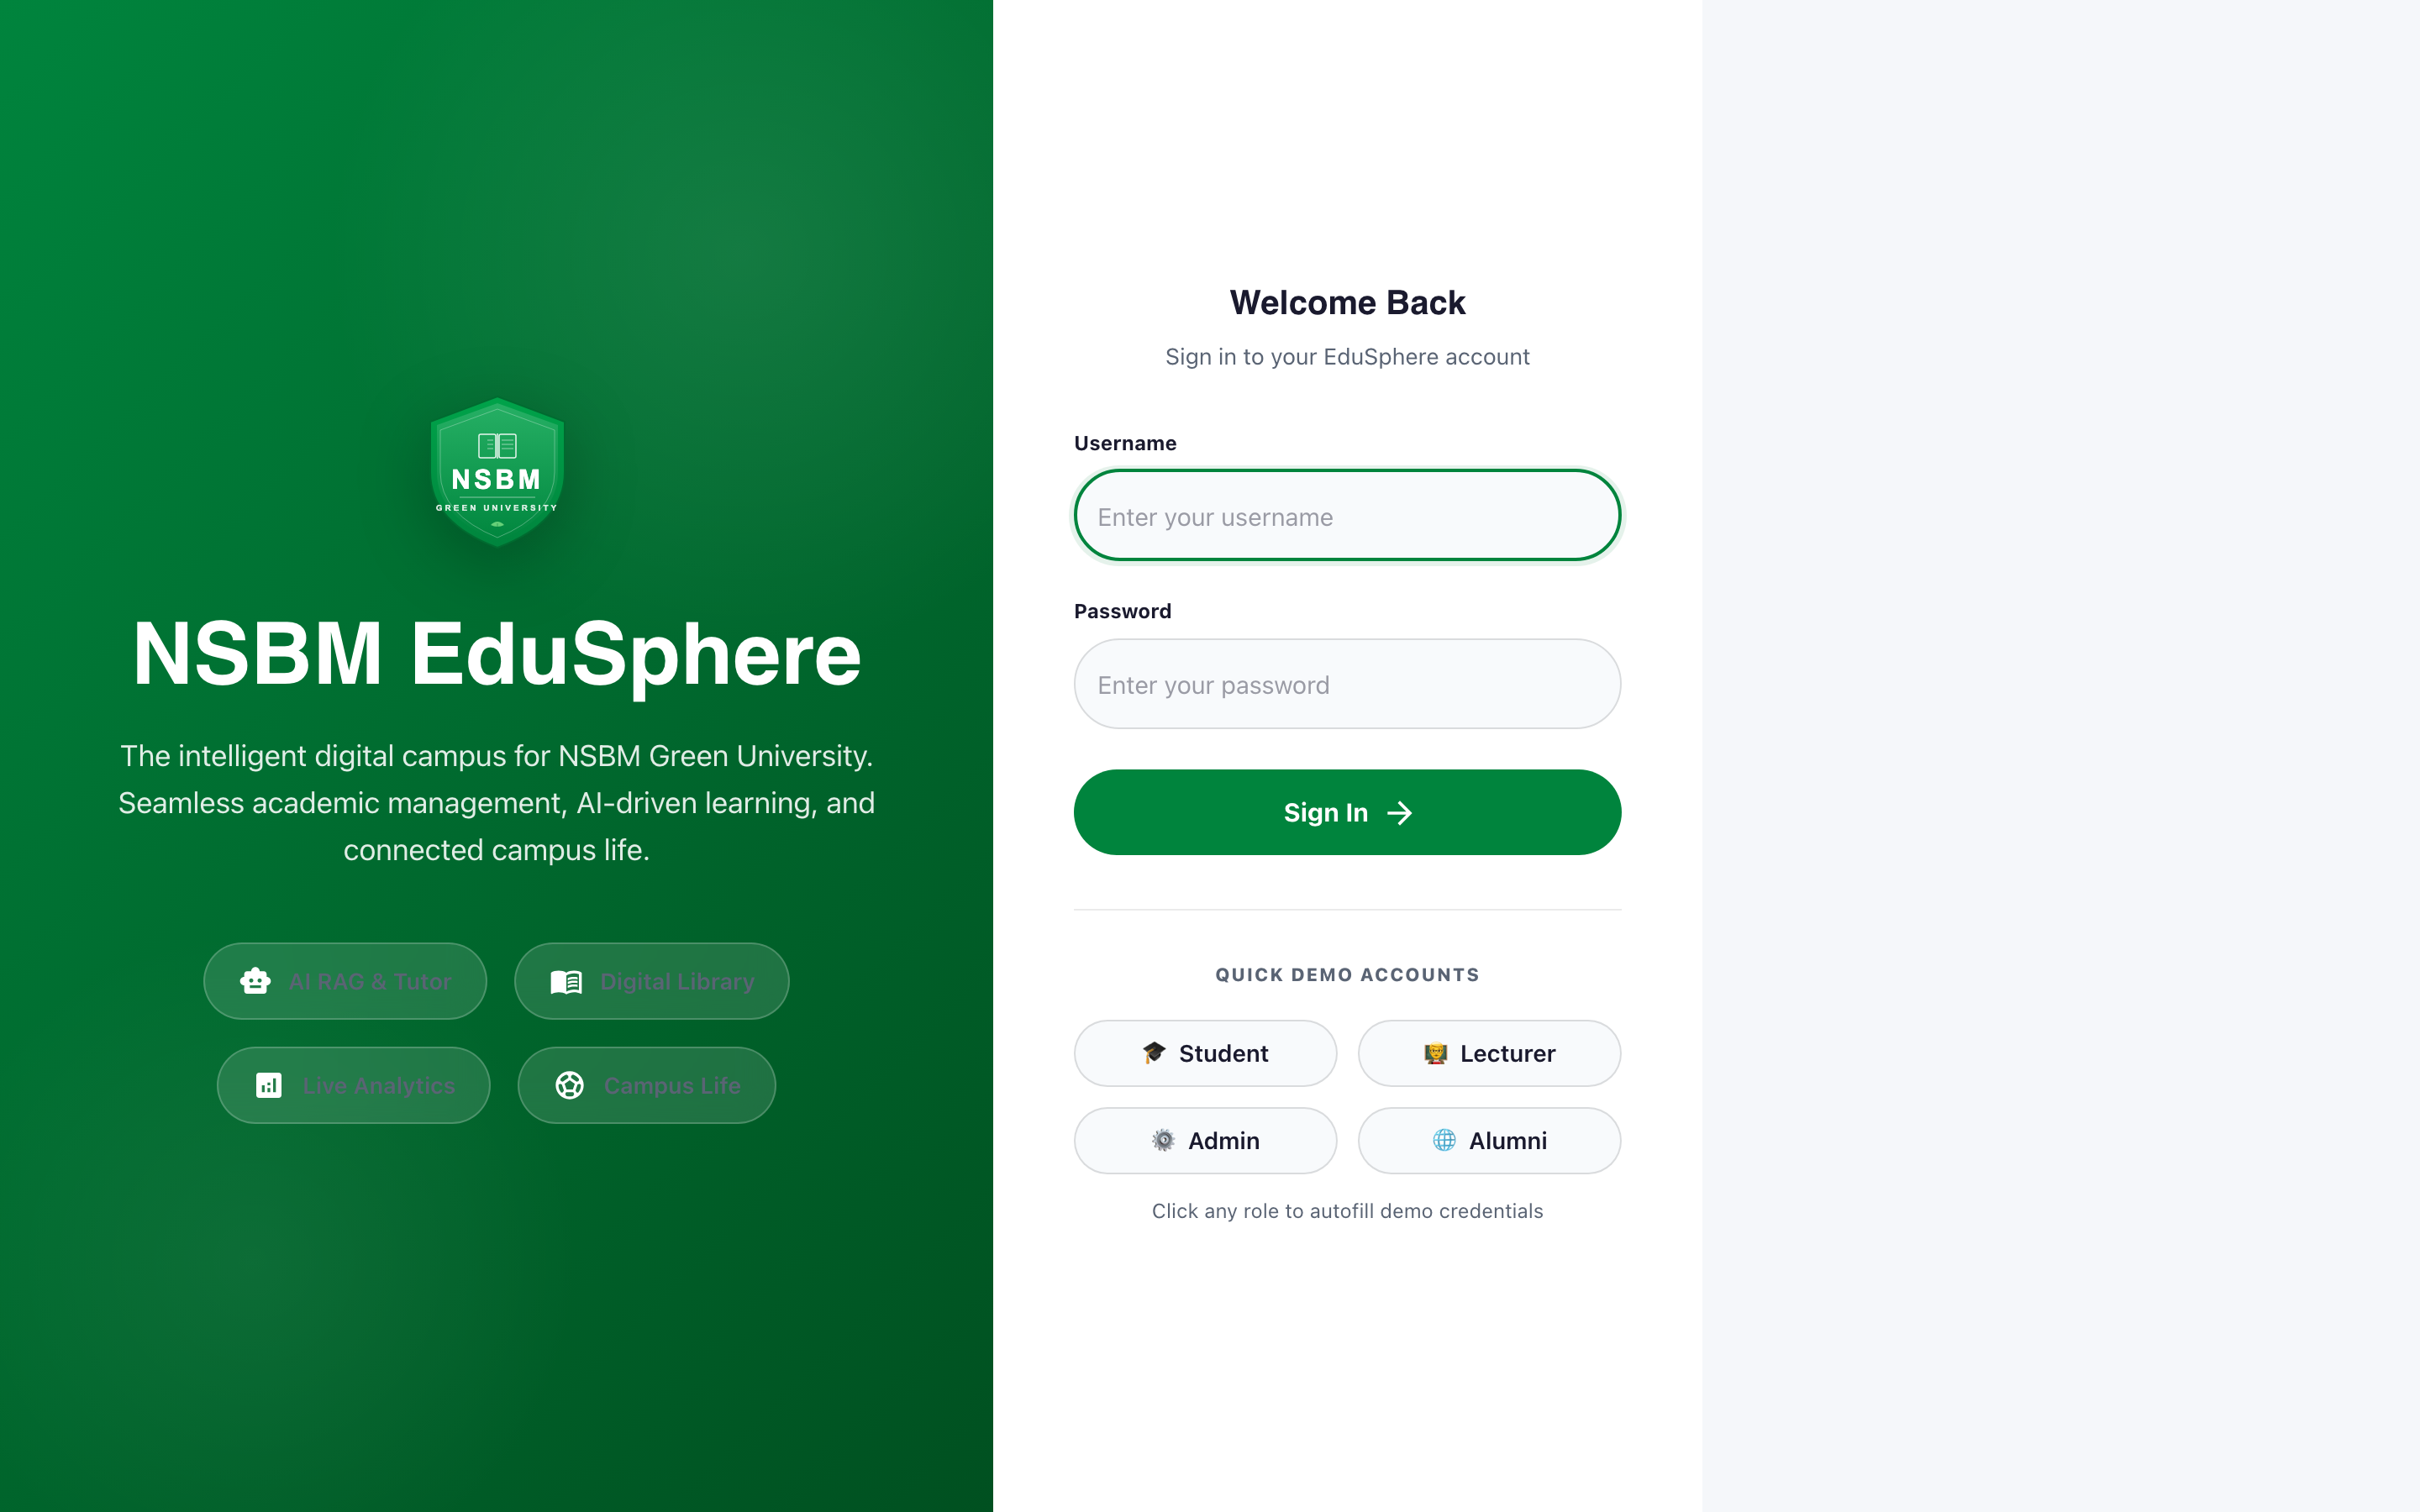 NSBM
GREEN UNIVERSITY
NSBM EduSphere
The intelligent digital campus for NSBM Green University.
Seamless academic management, AI-driven learning, and
connected campus life.
AI RAG & Tutor
Digital Library
Live Analytics
Campus Life
Welcome Back
Sign in to your EduSphere account
Username
Enter your username
Password
Enter your password
Sign In
QUICK DEMO ACCOUNTS
Student
Lecturer
Admin
Alumni
Click any role to autofill demo credentials